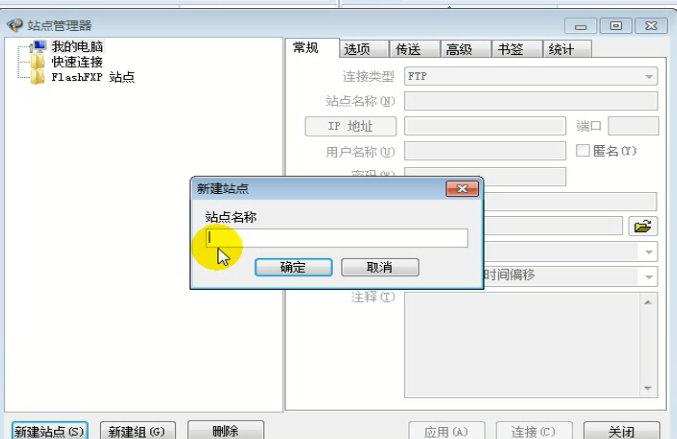 站点管理器
我的电脑
快速连接
FlashFXP 站点
常规 选项 传送 高级 书签 统计
连接类型 FTP
站点名称(N)
IP 地址 端口
用户名称(U) 匿名(Y)
新建站点
站点名称
确定 取消
时间偏移
注释(T)
新建站点(S) 新建组(G) 删除 应用(A) 连接(C) 关闭